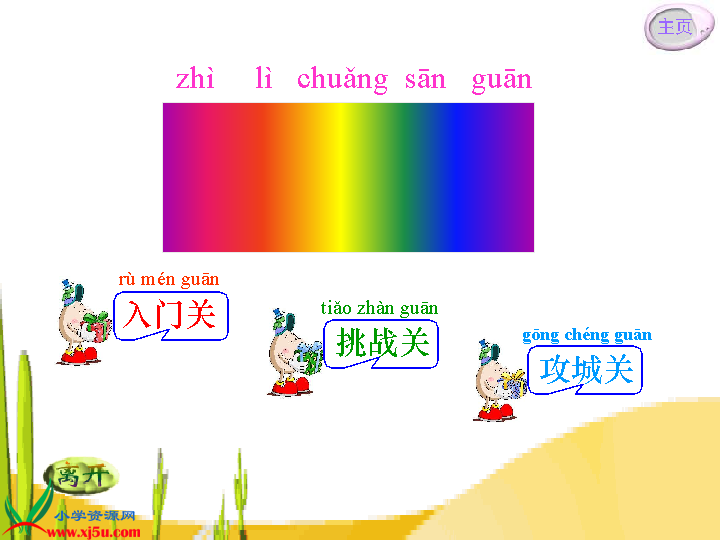 主页
zhì lì chuǎng sān guān
rù mén guān
入门关
tiǎo zhàn guān
挑战关
gōng chéng guān
攻城关
离开
小学资源网
www.xj5u.com